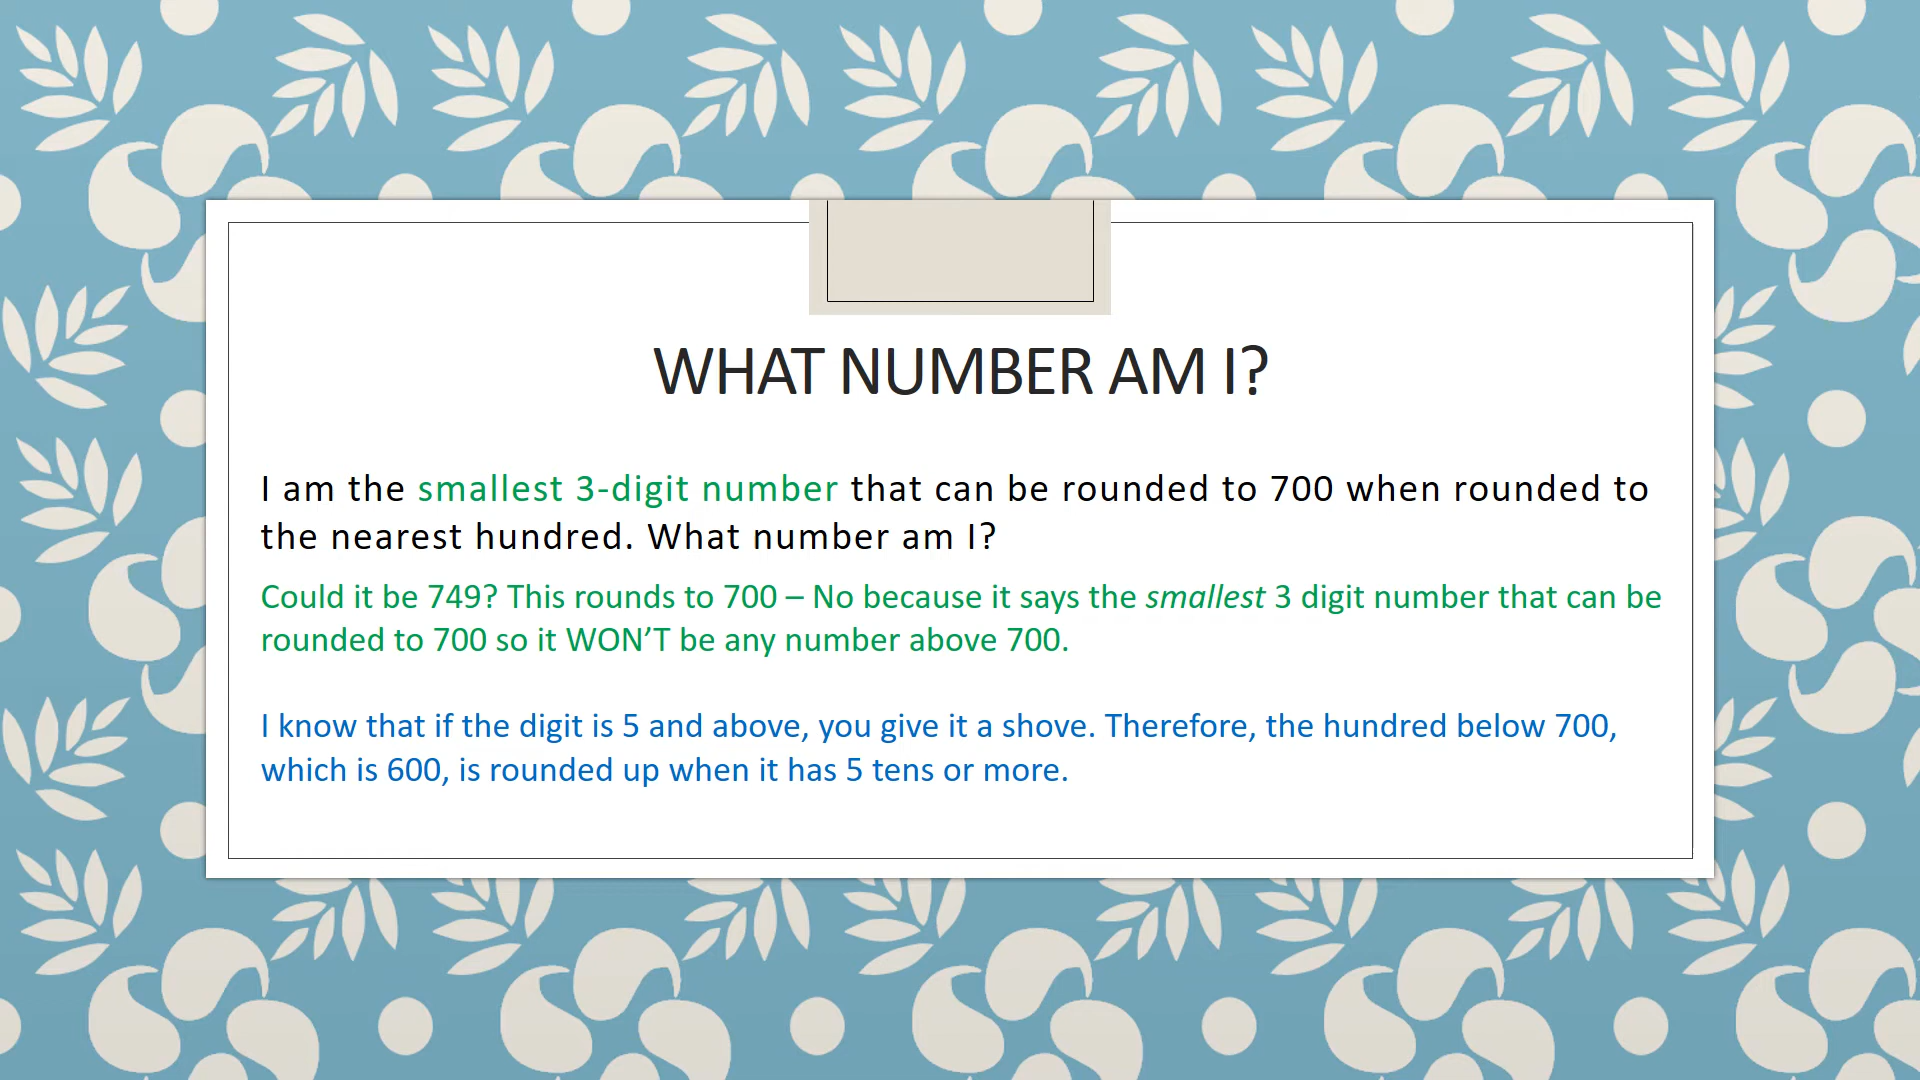 WHAT NUMBER AM I?
I am the smallest 3-digit number that can be rounded to 700 when rounded to
the nearest hundred. What number am I?
Could it be 749? This rounds to 700 – No because it says the smallest 3 digit number that can be
rounded to 700 so it WON’T be any number above 700.
I know that if the digit is 5 and above, you give it a shove. Therefore, the hundred below 700,
which is 600, is rounded up when it has 5 tens or more.